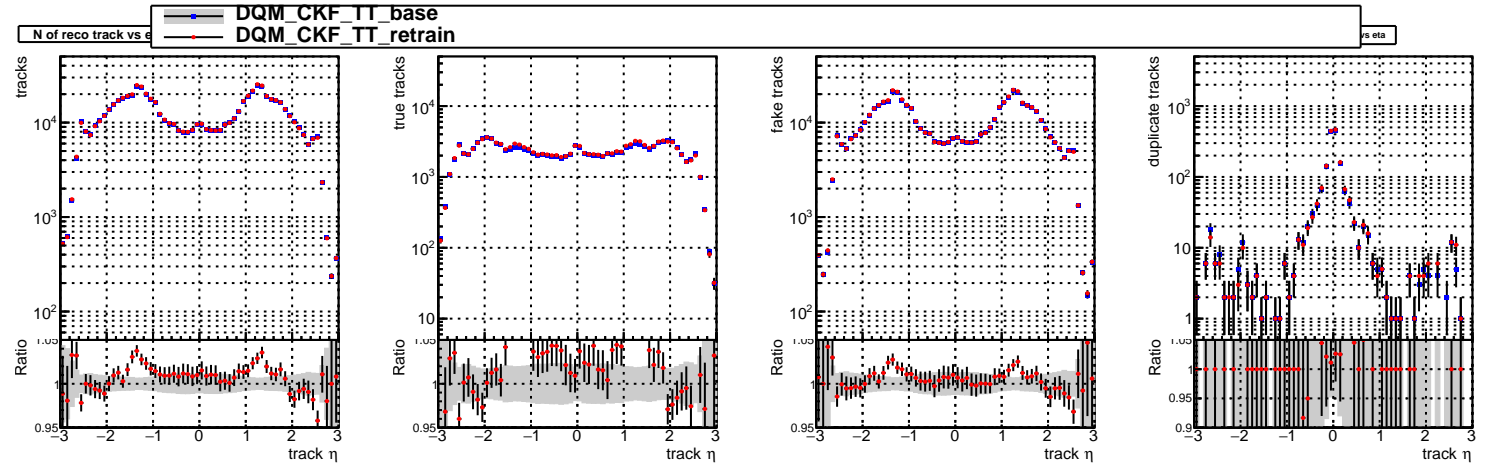 DQM_CKF_TT_base
DQM_CKF_TT_retrain
N of reco track vs e
vs eta
tracks
10⁴
10³
10²
Ratio
1.05
1
0.95
−3 −2 −1 0 1 2 3
track η
true tracks
10⁴
10³
10²
10
Ratio
1.05
1
0.95
−3 −2 −1 0 1 2 3
track η
fake tracks
10⁴
10³
10²
Ratio
1.05
1
0.95
−3 −2 −1 0 1 2 3
track η
duplicate tracks
10³
10²
10
1
Ratio
1.05
1
0.95
0.9
−3 −2 −1 0 1 2 3
track η